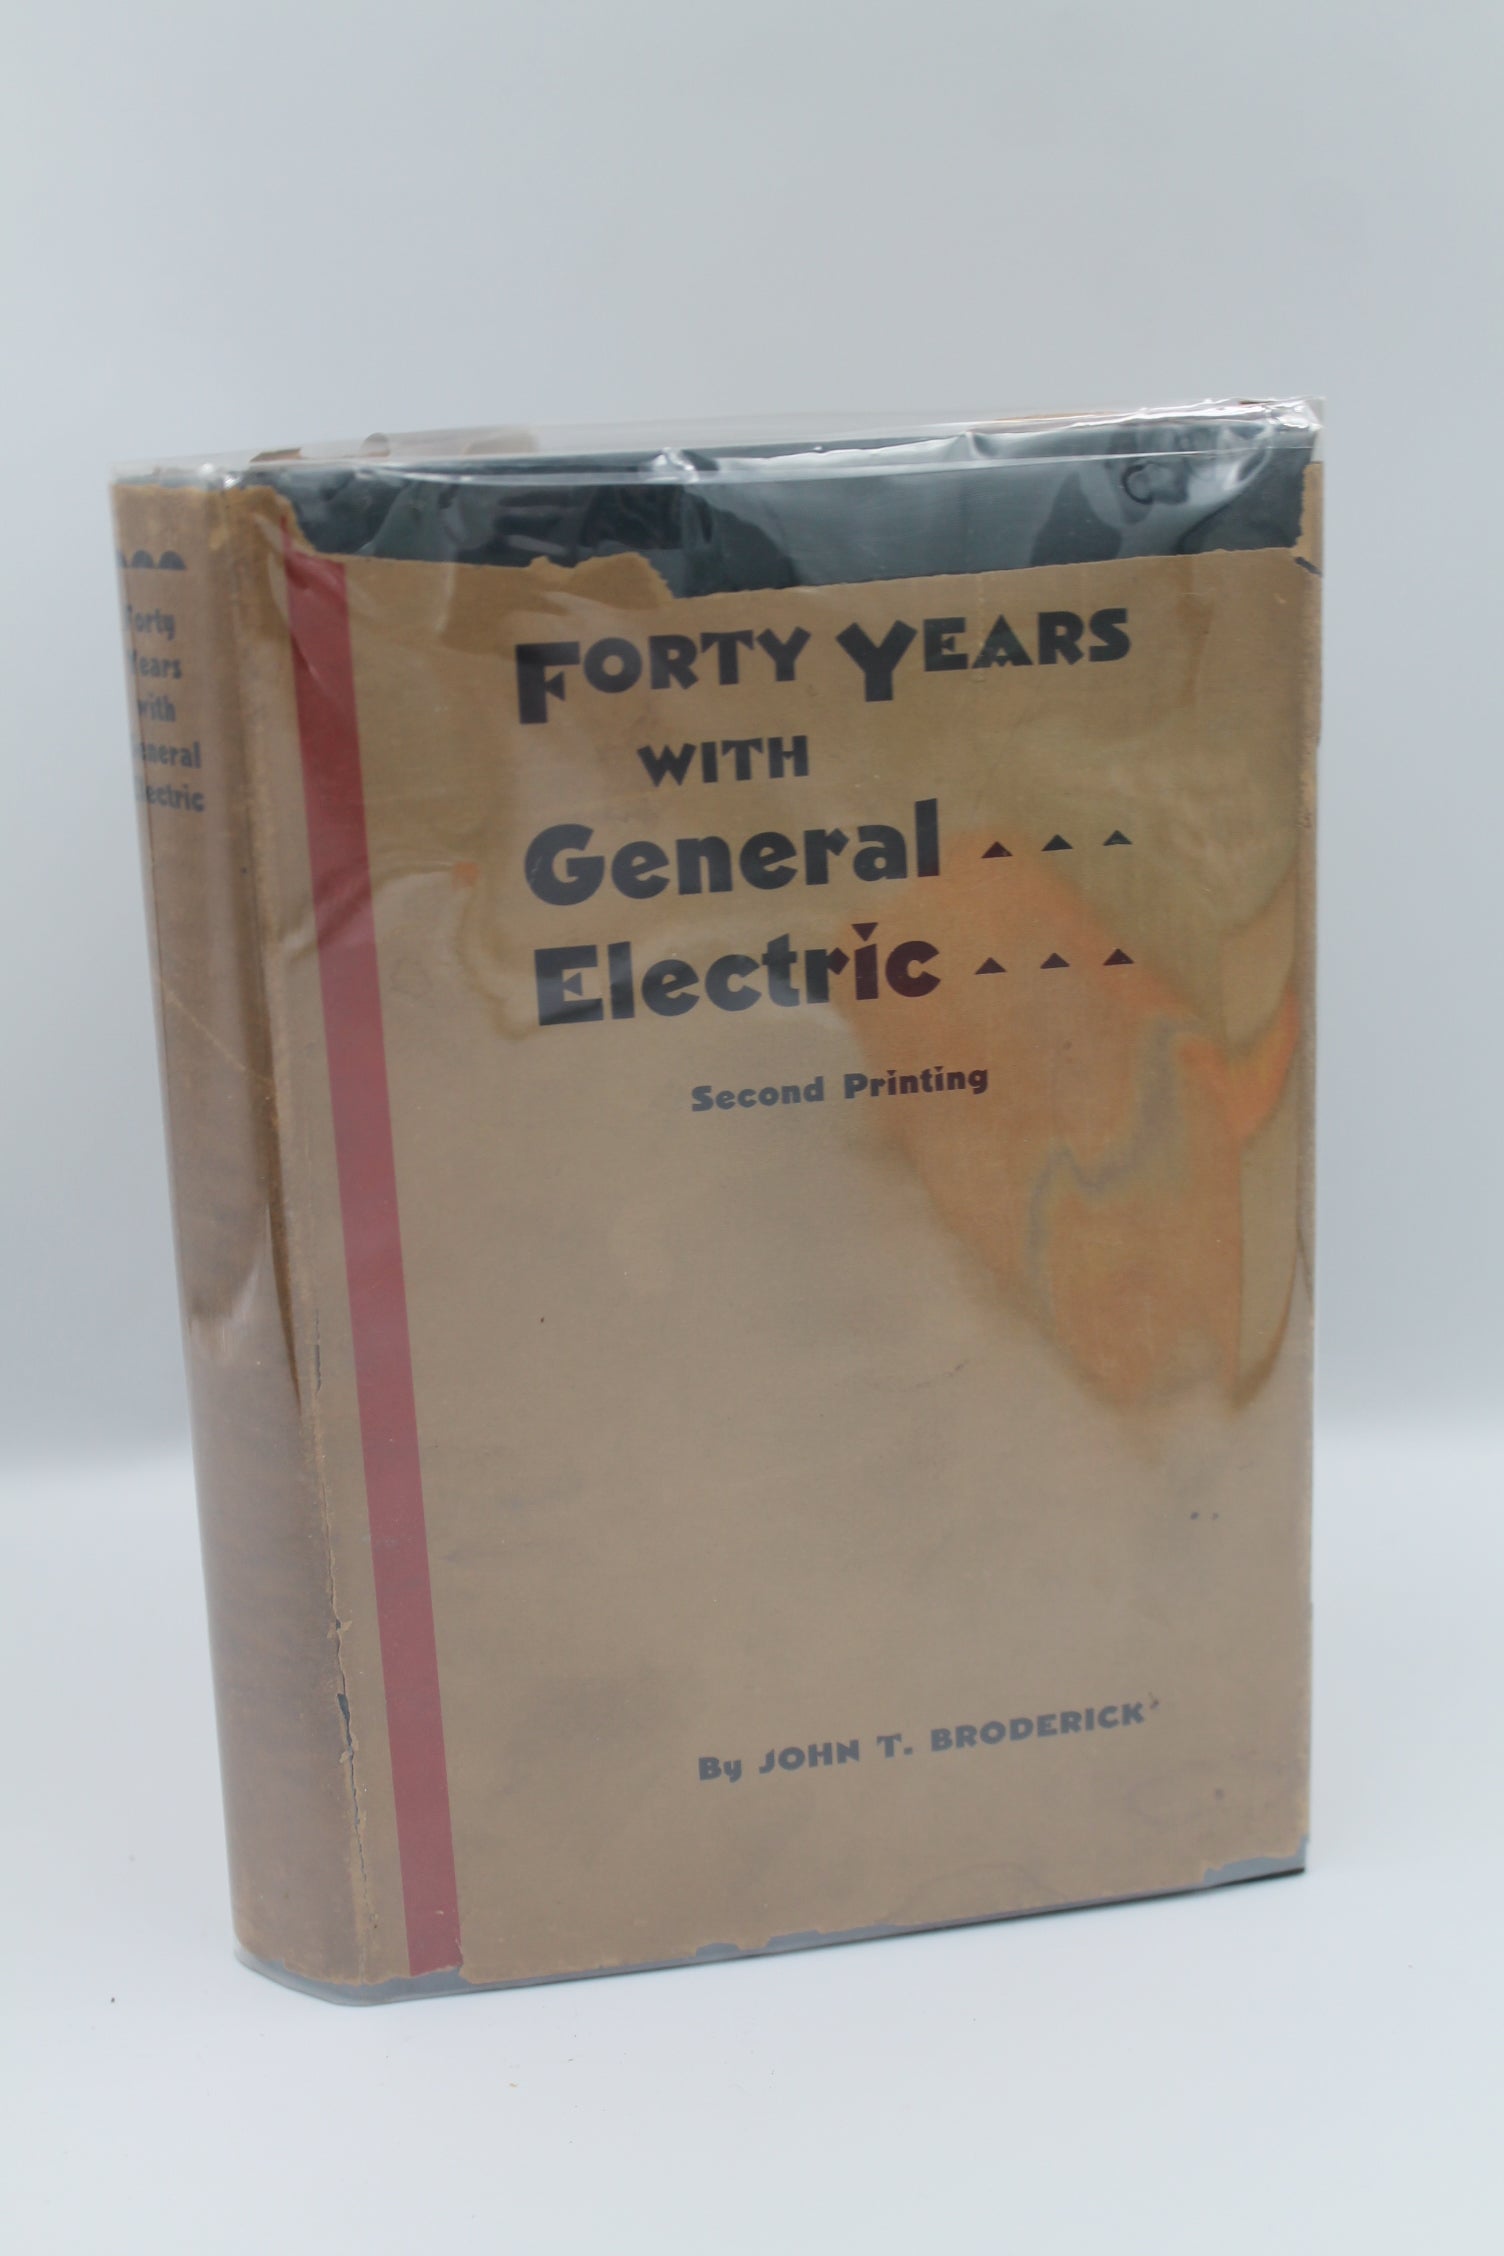 Forty
Years
with
General
Electric
FORTY YEARS
WITH
General
Electric
Second Printing
By JOHN T. BRODERICK